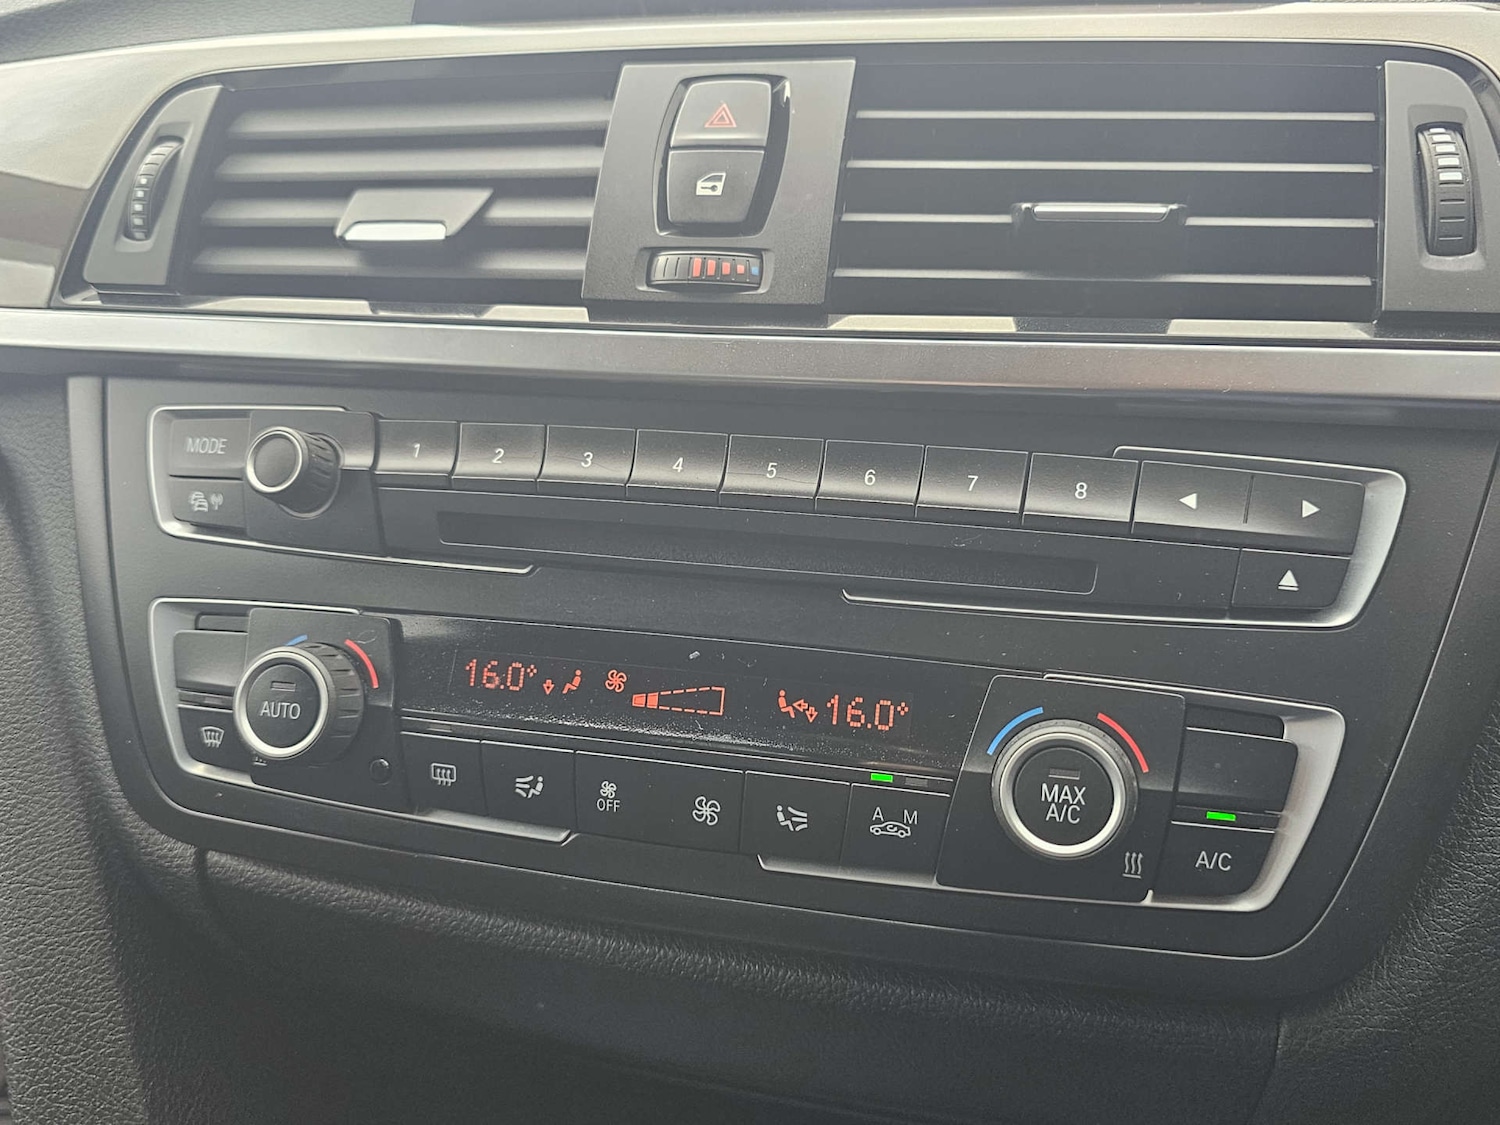 MODE
1 2 3 4 5 6 7 8
16.0°
16.0°
AUTO
OFF
A M
MAX
A/C
A/C